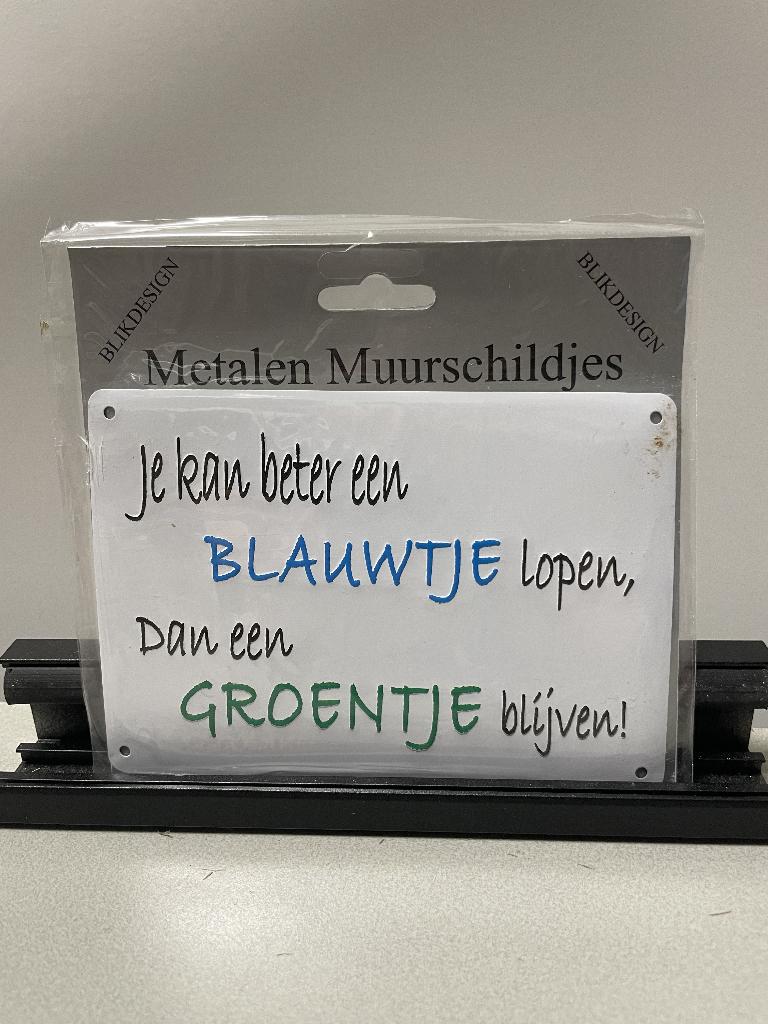 BLIKDESIGN
BLIKDESIGN
Metalen Muurschildjes
Je kan beter een
BLAUWTJE lopen,
Dan een
GROENTJE blijven!